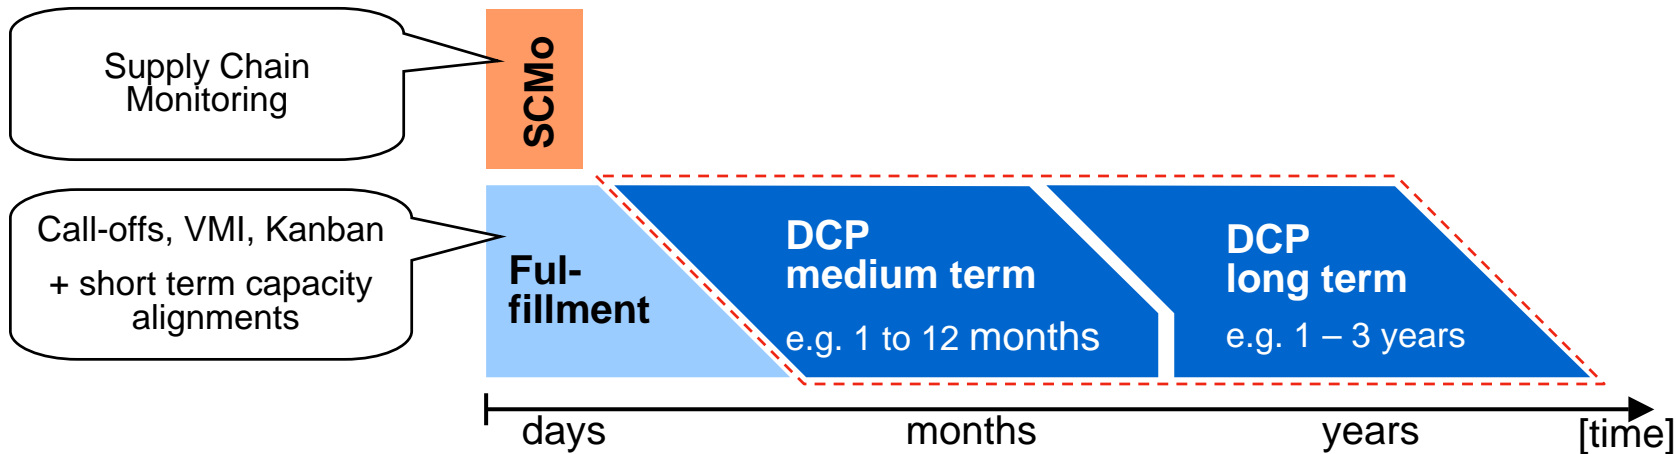 Supply Chain
Monitoring
SCMo
Call-offs, VMI, Kanban
+ short term capacity
alignments
Ful-
fillment
DCP
medium term
e.g. 1 to 12 months
DCP
long term
e.g. 1 – 3 years
days
months
years
[time]